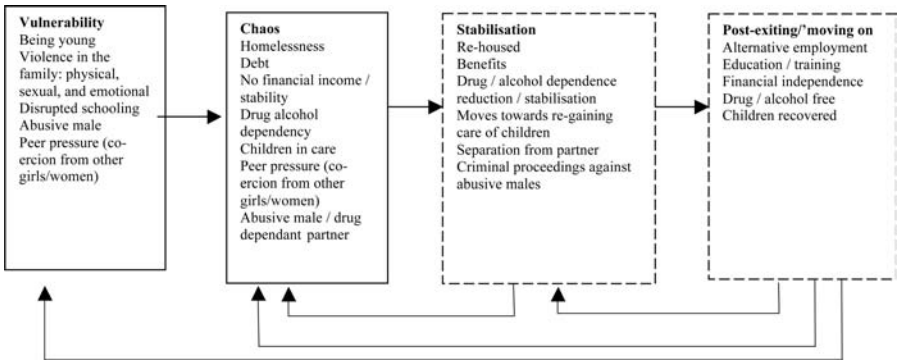 Vulnerability
Being young
Violence in the
family: physical,
sexual, and emotional
Disrupted schooling
Abusive male
Peer pressure (co-
ercion from other
girls/women)
Chaos
Homelessness
Debt
No financial income /
stability
Drug alcohol
dependency
Children in care
Peer pressure (co-
ercion from other
girls/women)
Abusive male / drug
dependant partner
Stabilisation
Re-housed
Benefits
Drug / alcohol dependence
reduction / stabilisation
Moves towards re-gaining
care of children
Separation from partner
Criminal proceedings against
abusive males
Post-exiting/'moving on
Alternative employment
Education / training
Financial independence
Drug / alcohol free
Children recovered